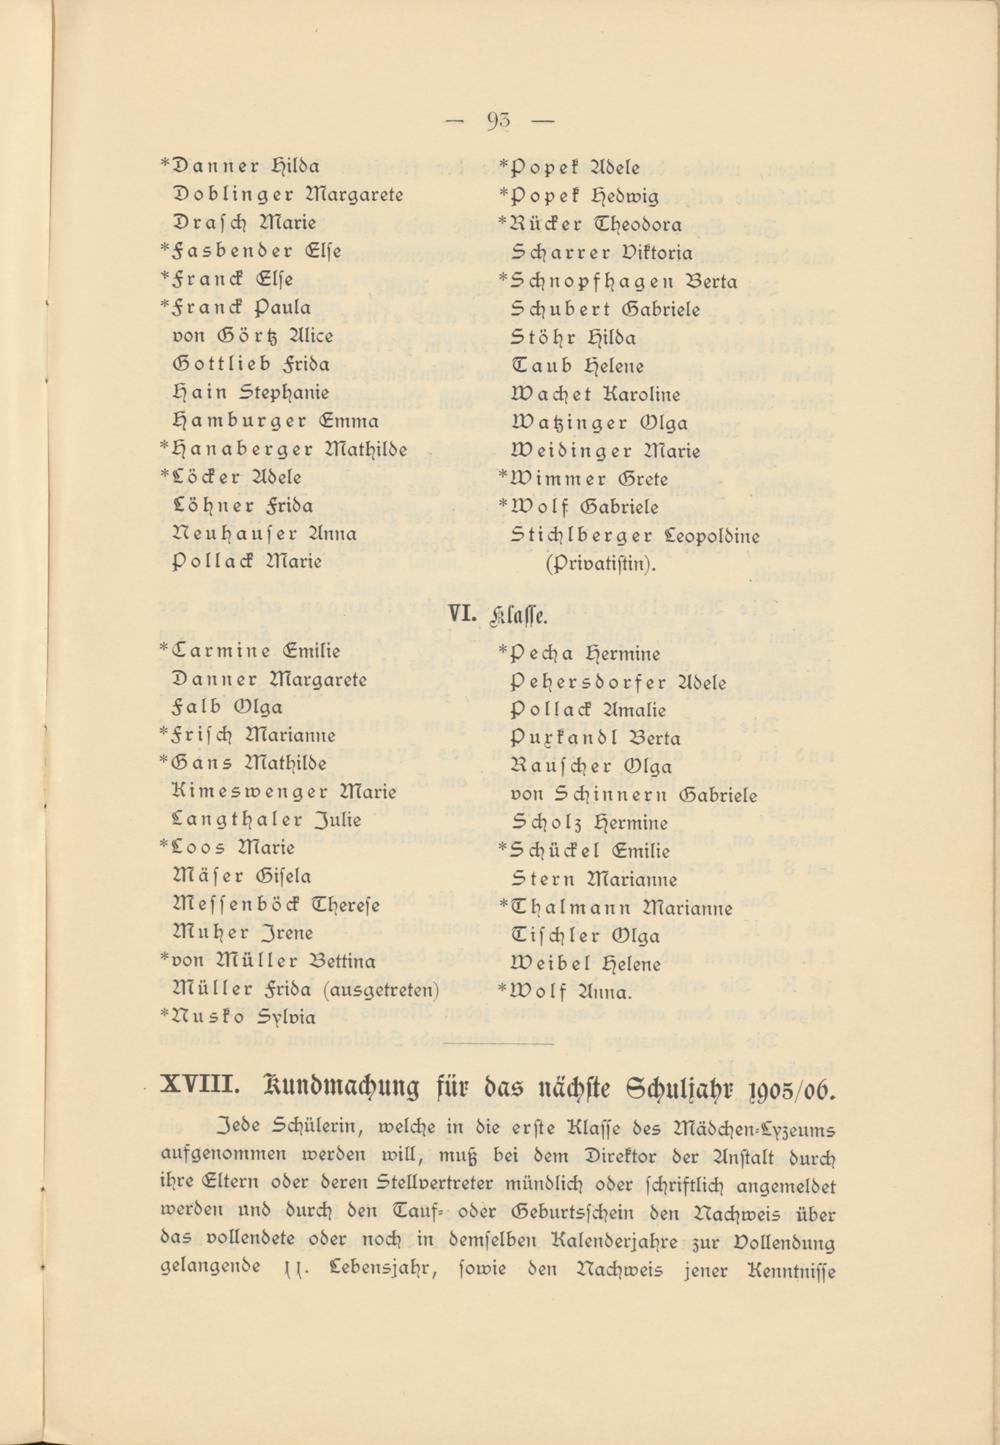 — 93 —
*Danner Hilda
Doblinger Margarete
Drasch Marie
*Fasbender Else
*Franck Else
*Franck Paula
von Görtz Alice
Gottlieb Frida
Hain Stephanie
Hamburger Emma
*Hanaberger Mathilde
*Löcker Adele
Löhner Frida
Neuhauser Anna
Pollack Marie
*Popek Adele
*Popek Hedwig
*Rücker Theodora
Scharrer Viktoria
*Schnopfhagen Berta
Schubert Gabriele
Stöhr Hilda
Taub Helene
Wachet Karoline
Watzinger Olga
Weidinger Marie
*Wimmer Grete
*Wolf Gabriele
Stichlberger Leopoldine
(Privatistin).
VI. Klasse.
*Carmine Emilie
Danner Margarete
Falb Olga
*Frisch Marianne
*Gans Mathilde
Kimeswenger Marie
Langthaler Julie
*Loos Marie
Mäser Gisela
Messenböck Therese
Muher Irene
*von Müller Bettina
Müller Frida (ausgetreten)
*Nusko Sylvia
*Pecha Hermine
Pehersdorfer Adele
Pollack Amalie
Purkandl Berta
Rauscher Olga
von Schinnern Gabriele
Scholz Hermine
*Schückel Emilie
Stern Marianne
*Thalmann Marianne
Tischler Olga
Weibel Helene
*Wolf Anna.
XVIII. Kundmachung für das nächste Schuljahr 1905/06.
Jede Schülerin, welche in die erste Klasse des Mädchen-Lyzeums
aufgenommen werden will, muß bei dem Direktor der Anstalt durch
ihre Eltern oder deren Stellvertreter mündlich oder schriftlich angemeldet
werden und durch den Tauf- oder Geburtsschein den Nachweis über
das vollendete oder noch in demselben Kalenderjahre zur Vollendung
gelangende 11. Lebensjahr, sowie den Nachweis jener Kenntnisse